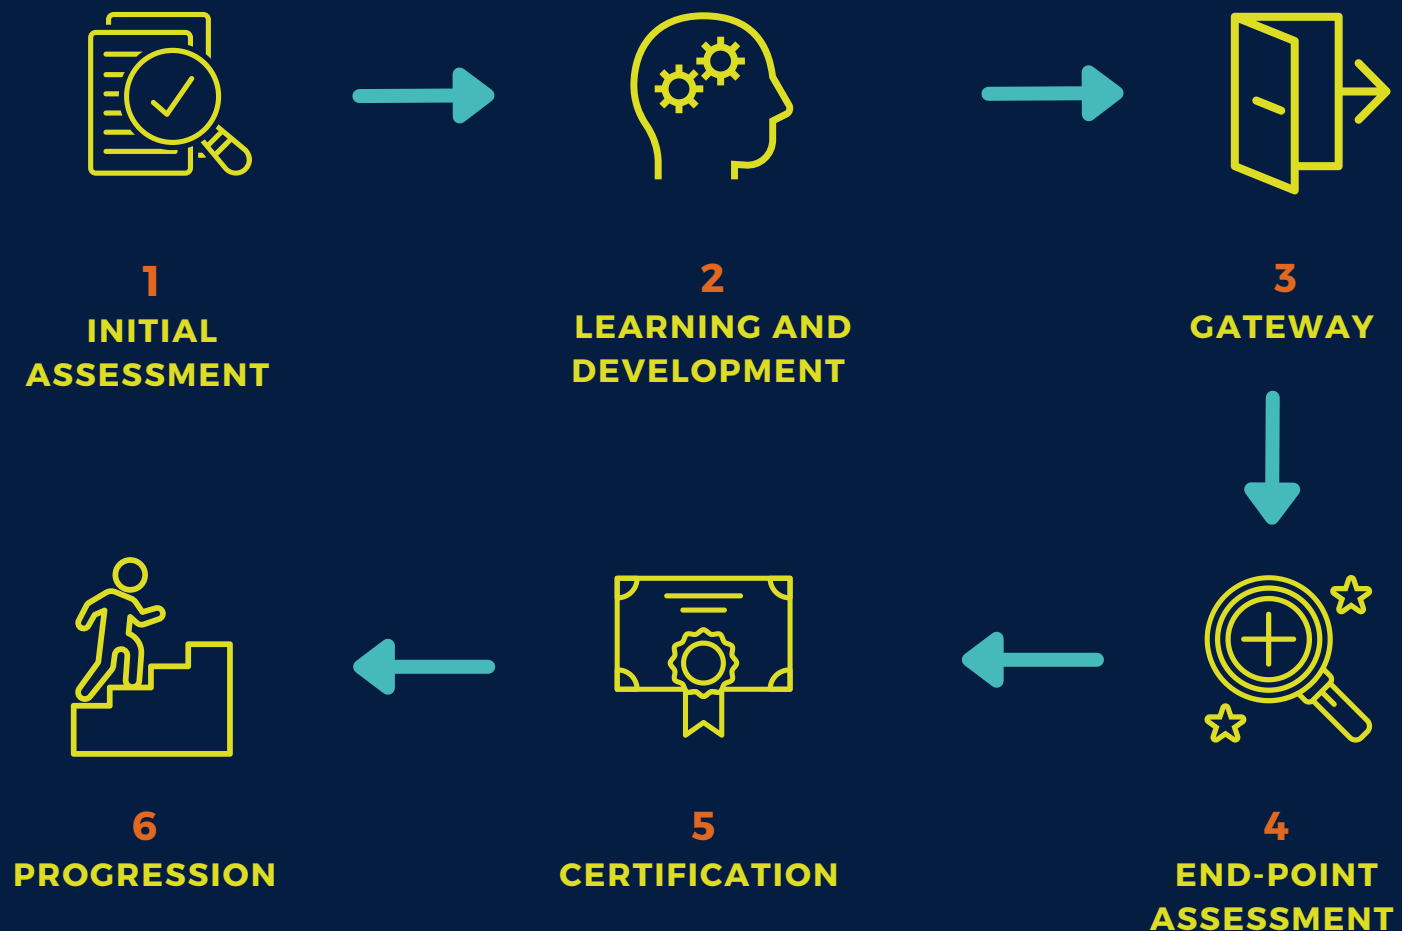 1
INITIAL
ASSESSMENT
2
LEARNING AND
DEVELOPMENT
3
GATEWAY
4
END-POINT
ASSESSMENT
5
CERTIFICATION
6
PROGRESSION